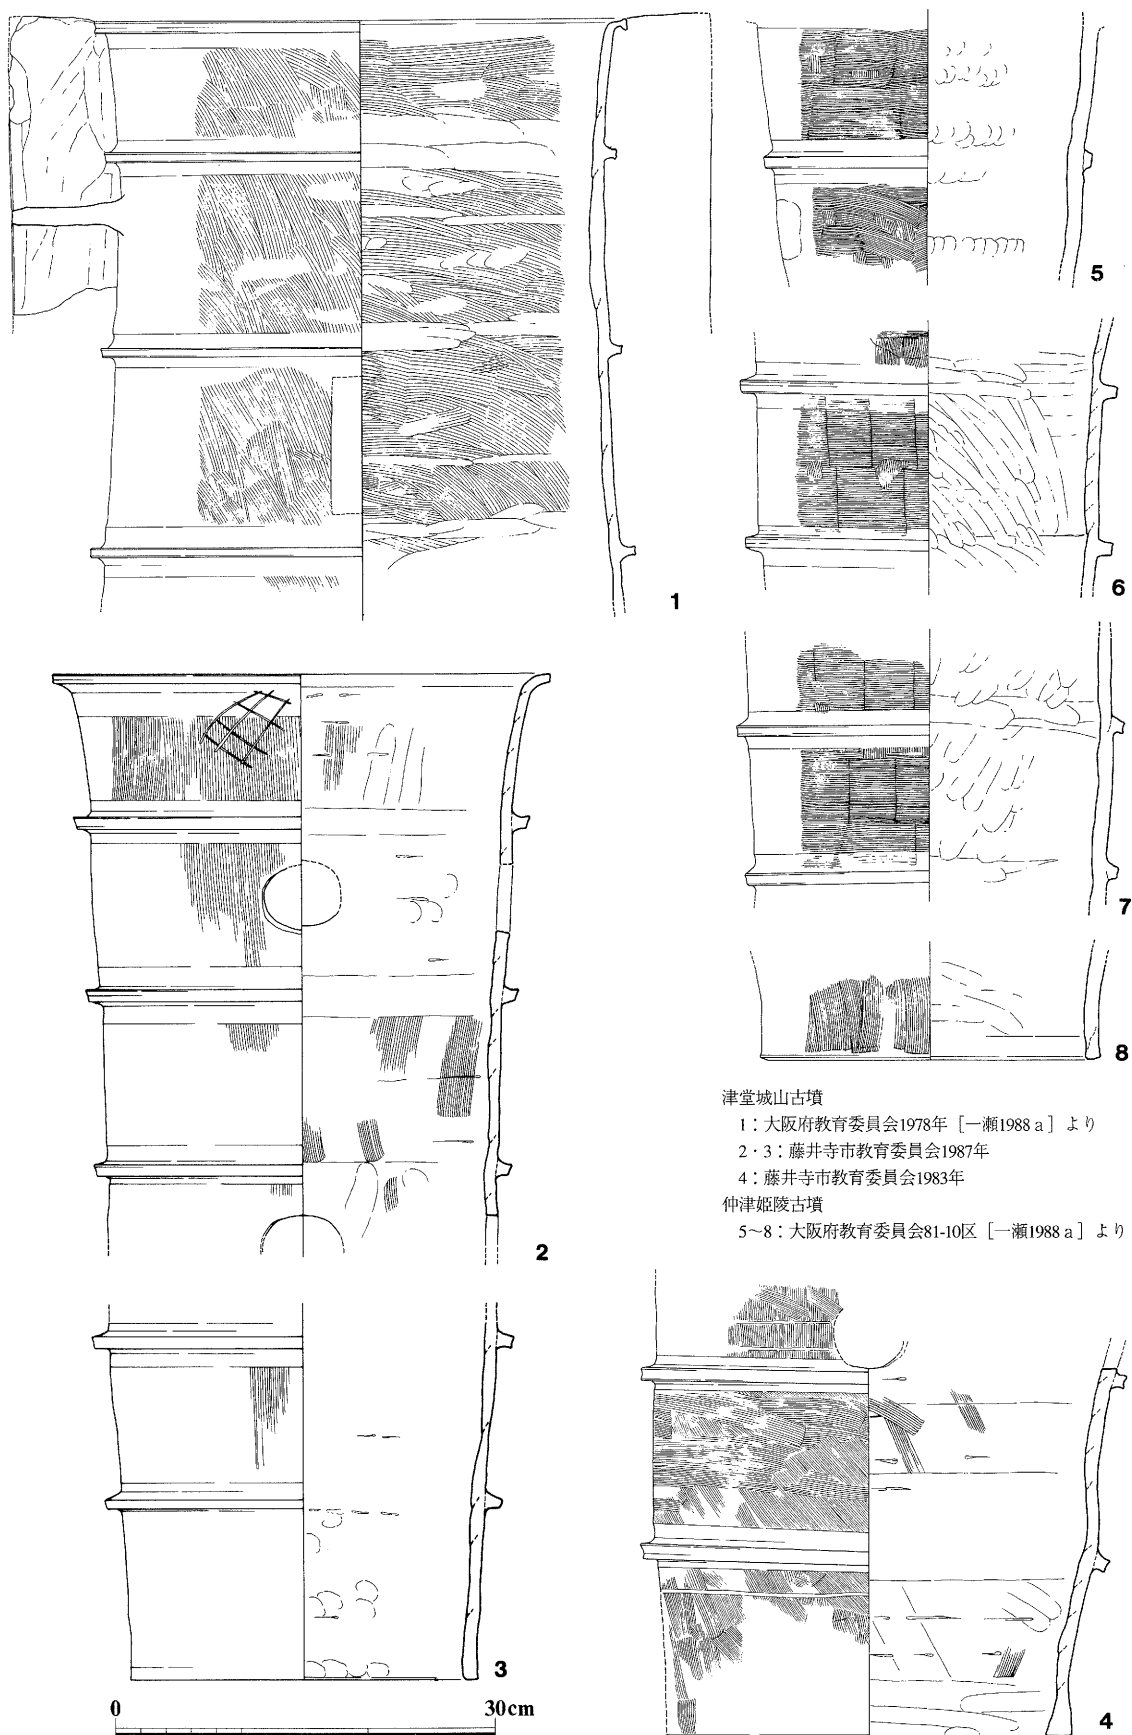 1
5
6
7
2
8
津堂城山古墳
1：大阪府教育委員会1978年［一瀬1988ａ］より
2・3：藤井寺市教育委員会1987年
4：藤井寺市教育委員会1983年
仲津姫陵古墳
5～8：大阪府教育委員会81-10区［一瀬1988ａ］より
3
4
0 30cm